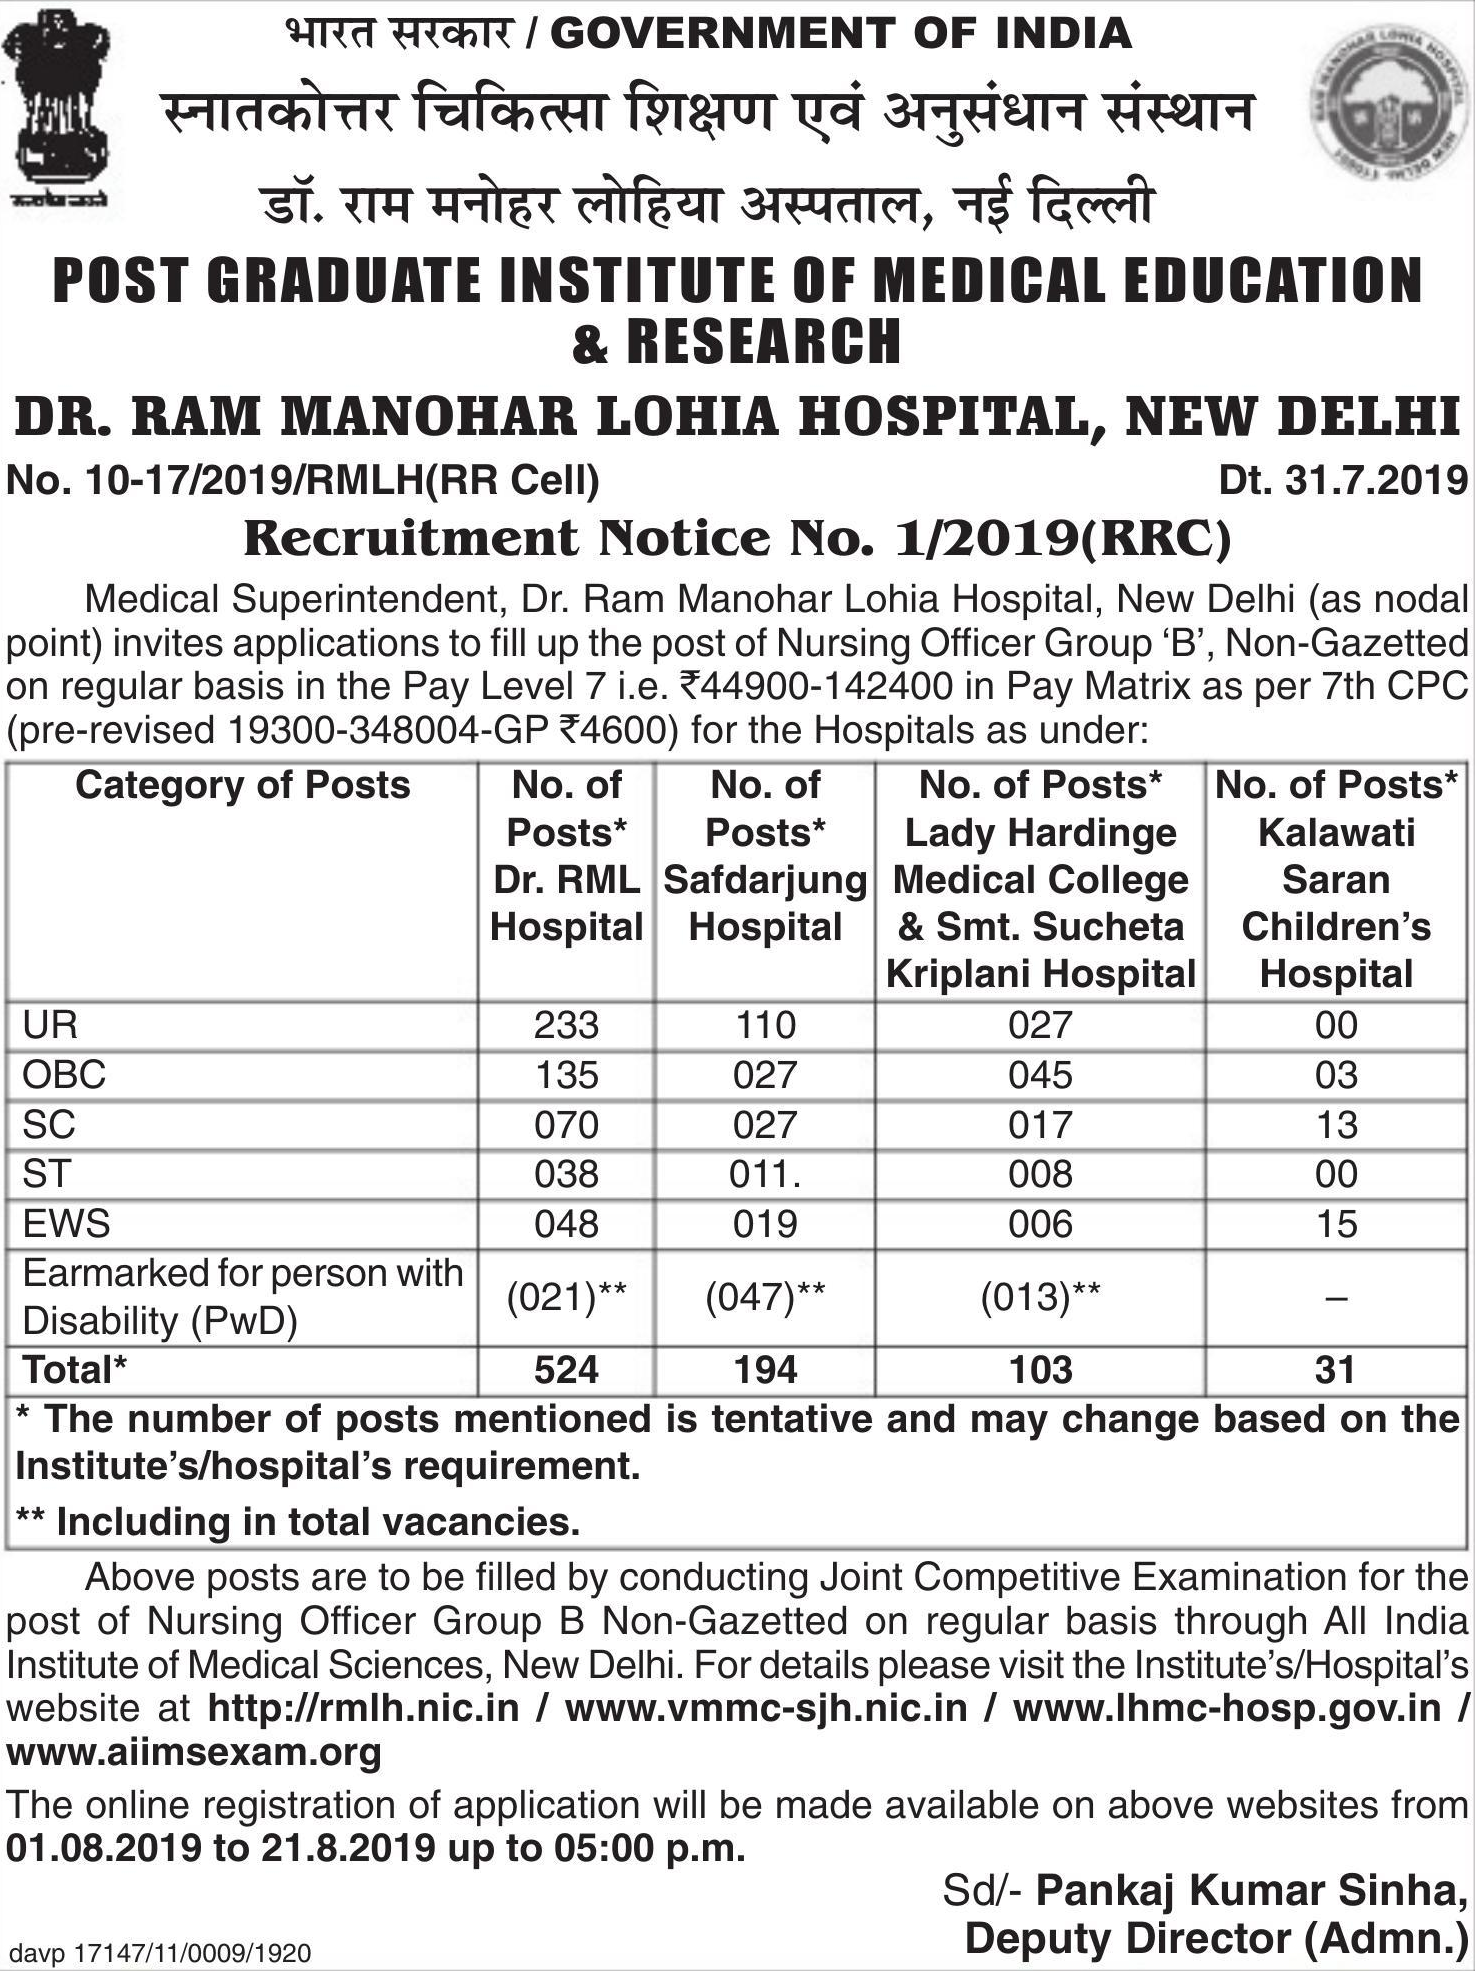 भारत सरकार / GOVERNMENT OF INDIA
स्नातकोत्तर चिकित्सा शिक्षण एवं अनुसंधान संस्थान
डॉ. राम मनोहर लोहिया अस्पताल, नई दिल्ली
POST GRADUATE INSTITUTE OF MEDICAL EDUCATION
& RESEARCH
DR. RAM MANOHAR LOHIA HOSPITAL, NEW DELHI
No. 10-17/2019/RMLH(RR Cell) Dt. 31.7.2019
Recruitment Notice No. 1/2019(RRC)
Medical Superintendent, Dr. Ram Manohar Lohia Hospital, New Delhi (as nodal
point) invites applications to fill up the post of Nursing Officer Group ‘B’, Non-Gazetted
on regular basis in the Pay Level 7 i.e. ₹44900-142400 in Pay Matrix as per 7th CPC
(pre-revised 19300-348004-GP ₹4600) for the Hospitals as under:
Category of Posts No. of No. of No. of Posts* No. of Posts*
Posts* Posts* Lady Hardinge Kalawati
Dr. RML Safdarjung Medical College Saran
Hospital Hospital & Smt. Sucheta Children’s
Kriplani Hospital Hospital
UR 233 110 027 00
OBC 135 027 045 03
SC 070 027 017 13
ST 038 011. 008 00
EWS 048 019 006 15
Earmarked for person with
Disability (PwD) (021)** (047)** (013)** –
Total* 524 194 103 31
* The number of posts mentioned is tentative and may change based on the
Institute’s/hospital’s requirement.
** Including in total vacancies.
Above posts are to be filled by conducting Joint Competitive Examination for the
post of Nursing Officer Group B Non-Gazetted on regular basis through All India
Institute of Medical Sciences, New Delhi. For details please visit the Institute’s/Hospital’s
website at http://rmlh.nic.in / www.vmmc-sjh.nic.in / www.lhmc-hosp.gov.in /
www.aiimsexam.org
The online registration of application will be made available on above websites from
01.08.2019 to 21.8.2019 up to 05:00 p.m.
Sd/- Pankaj Kumar Sinha,
Deputy Director (Admn.)
davp 17147/11/0009/1920